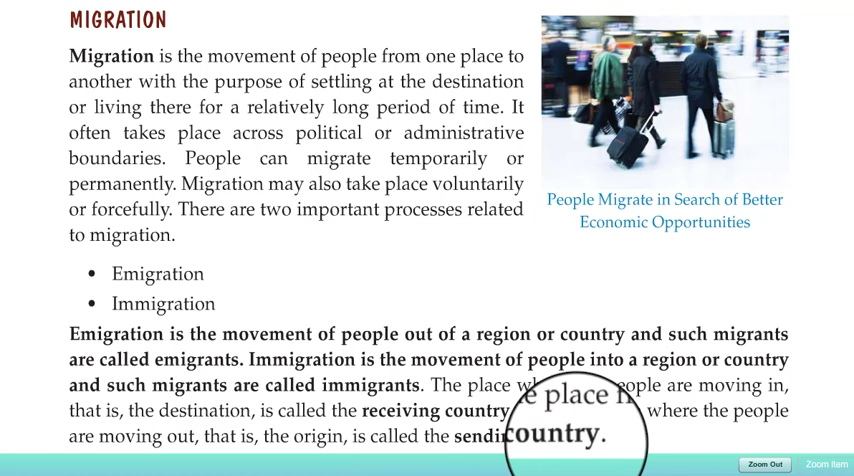 MIGRATION
Migration is the movement of people from one place to
another with the purpose of settling at the destination
or living there for a relatively long period of time. It
often takes place across political or administrative
boundaries. People can migrate temporarily or
permanently. Migration may also take place voluntarily
or forcefully. There are two important processes related
to migration.
People Migrate in Search of Better
Economic Opportunities
• Emigration
• Immigration
Emigration is the movement of people out of a region or country and such migrants
are called emigrants. Immigration is the movement of people into a region or country
and such migrants are called immigrants. The place are moving in,
that is, the destination, is called the receiving country place where the people
are moving out, that is, the origin, is called the country.
Zoom Out Zoom Item